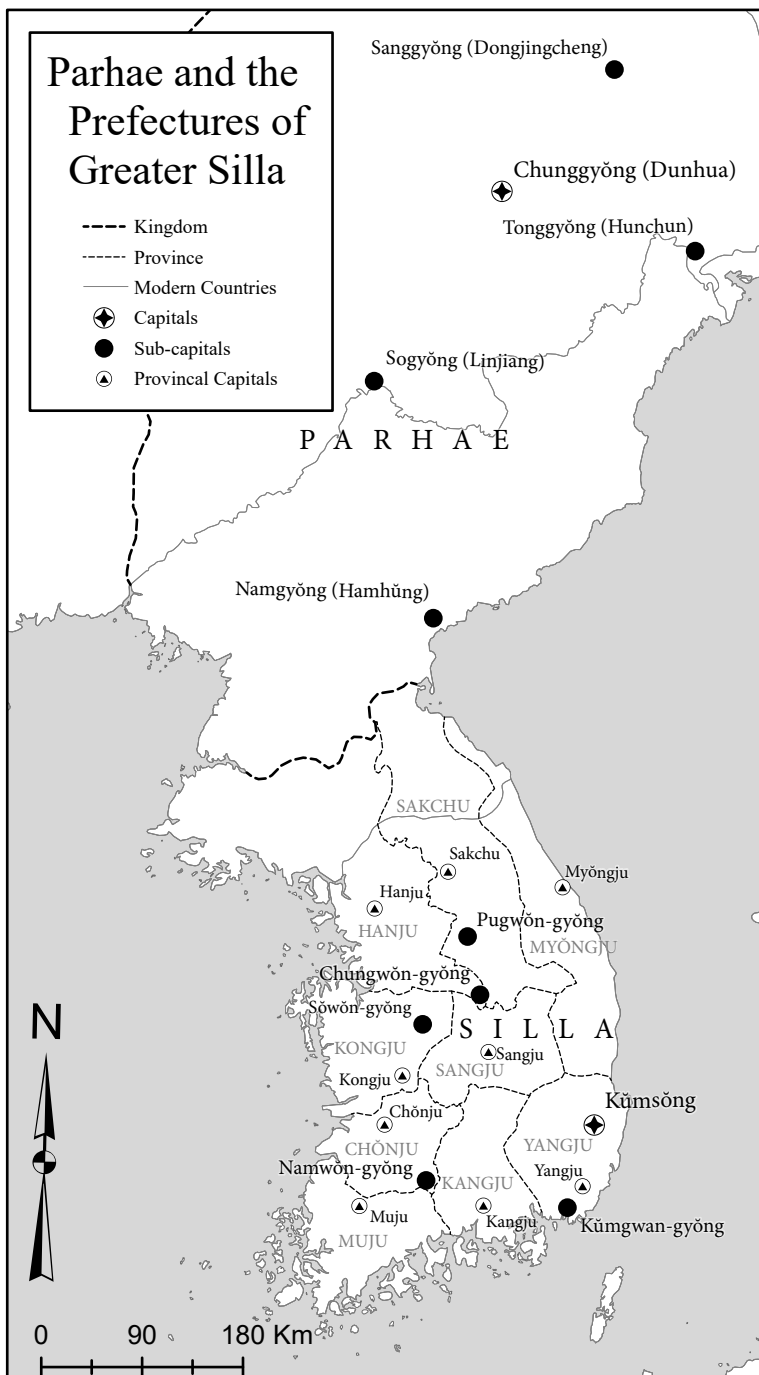 Parhae and the
Prefectures of
Greater Silla
Kingdom
Province
Modern Countries
Capitals
Sub-capitals
Provincal Capitals
Sanggyŏng (Dongjingcheng)
Chunggyŏng (Dunhua)
Tonggyŏng (Hunchun)
Sogyŏng (Linjiang)
PARHAE
Namgyŏng (Hamhŭng)
SAKCHU
Sakchu
Myŏngju
Hanju
HANJU
Pugwŏn-gyŏng
MYŎNGJU
Chungwŏn-gyŏng
Sŏwŏn-gyŏng
SILLA
KONGJU
Sangju
SANGJU
Kongju
Chŏnju
Kŭmsŏng
CHŎNJU
YANGJU
Namwŏn-gyŏng
Yangju
KANGJU
Muju
Kangju
Kŭmgwan-gyŏng
MUJU
N
0 90 180 Km